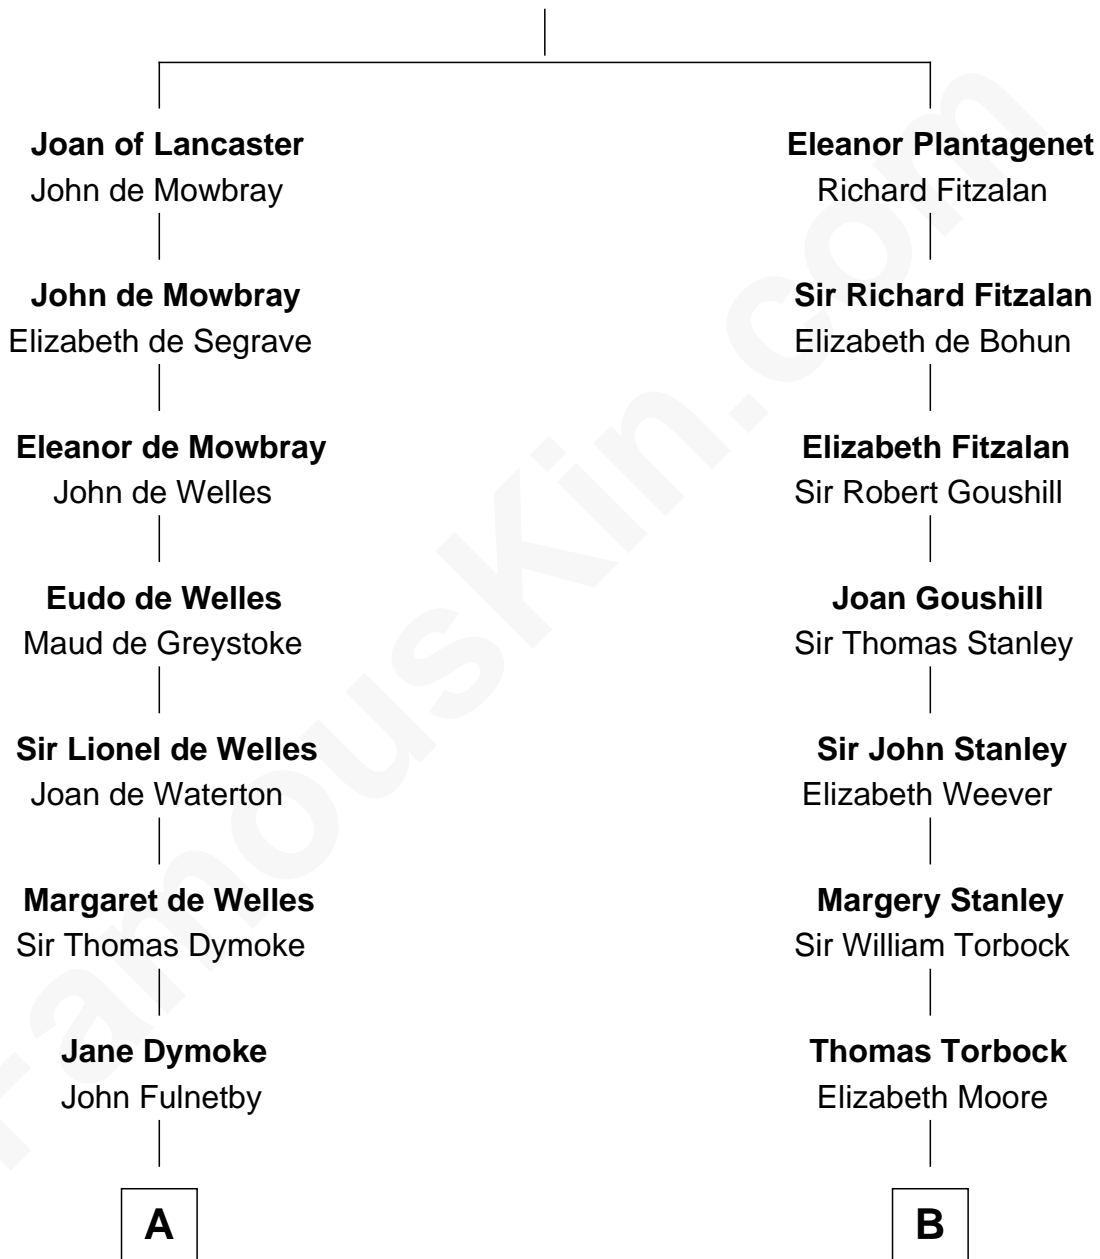 Joan of Lancaster
John de Mowbray
John de Mowbray
Elizabeth de Segrave
Eleanor de Mowbray
John de Welles
Eudo de Welles
Maud de Greystoke
Sir Lionel de Welles
Joan de Waterton
Margaret de Welles
Sir Thomas Dymoke
Jane Dymoke
John Fulnetby
A
Eleanor Plantagenet
Richard Fitzalan
Sir Richard Fitzalan
Elizabeth de Bohun
Elizabeth Fitzalan
Sir Robert Goushill
Joan Goushill
Sir Thomas Stanley
Sir John Stanley
Elizabeth Weever
Margery Stanley
Sir William Torbock
Thomas Torbock
Elizabeth Moore
B
FamousKin.com